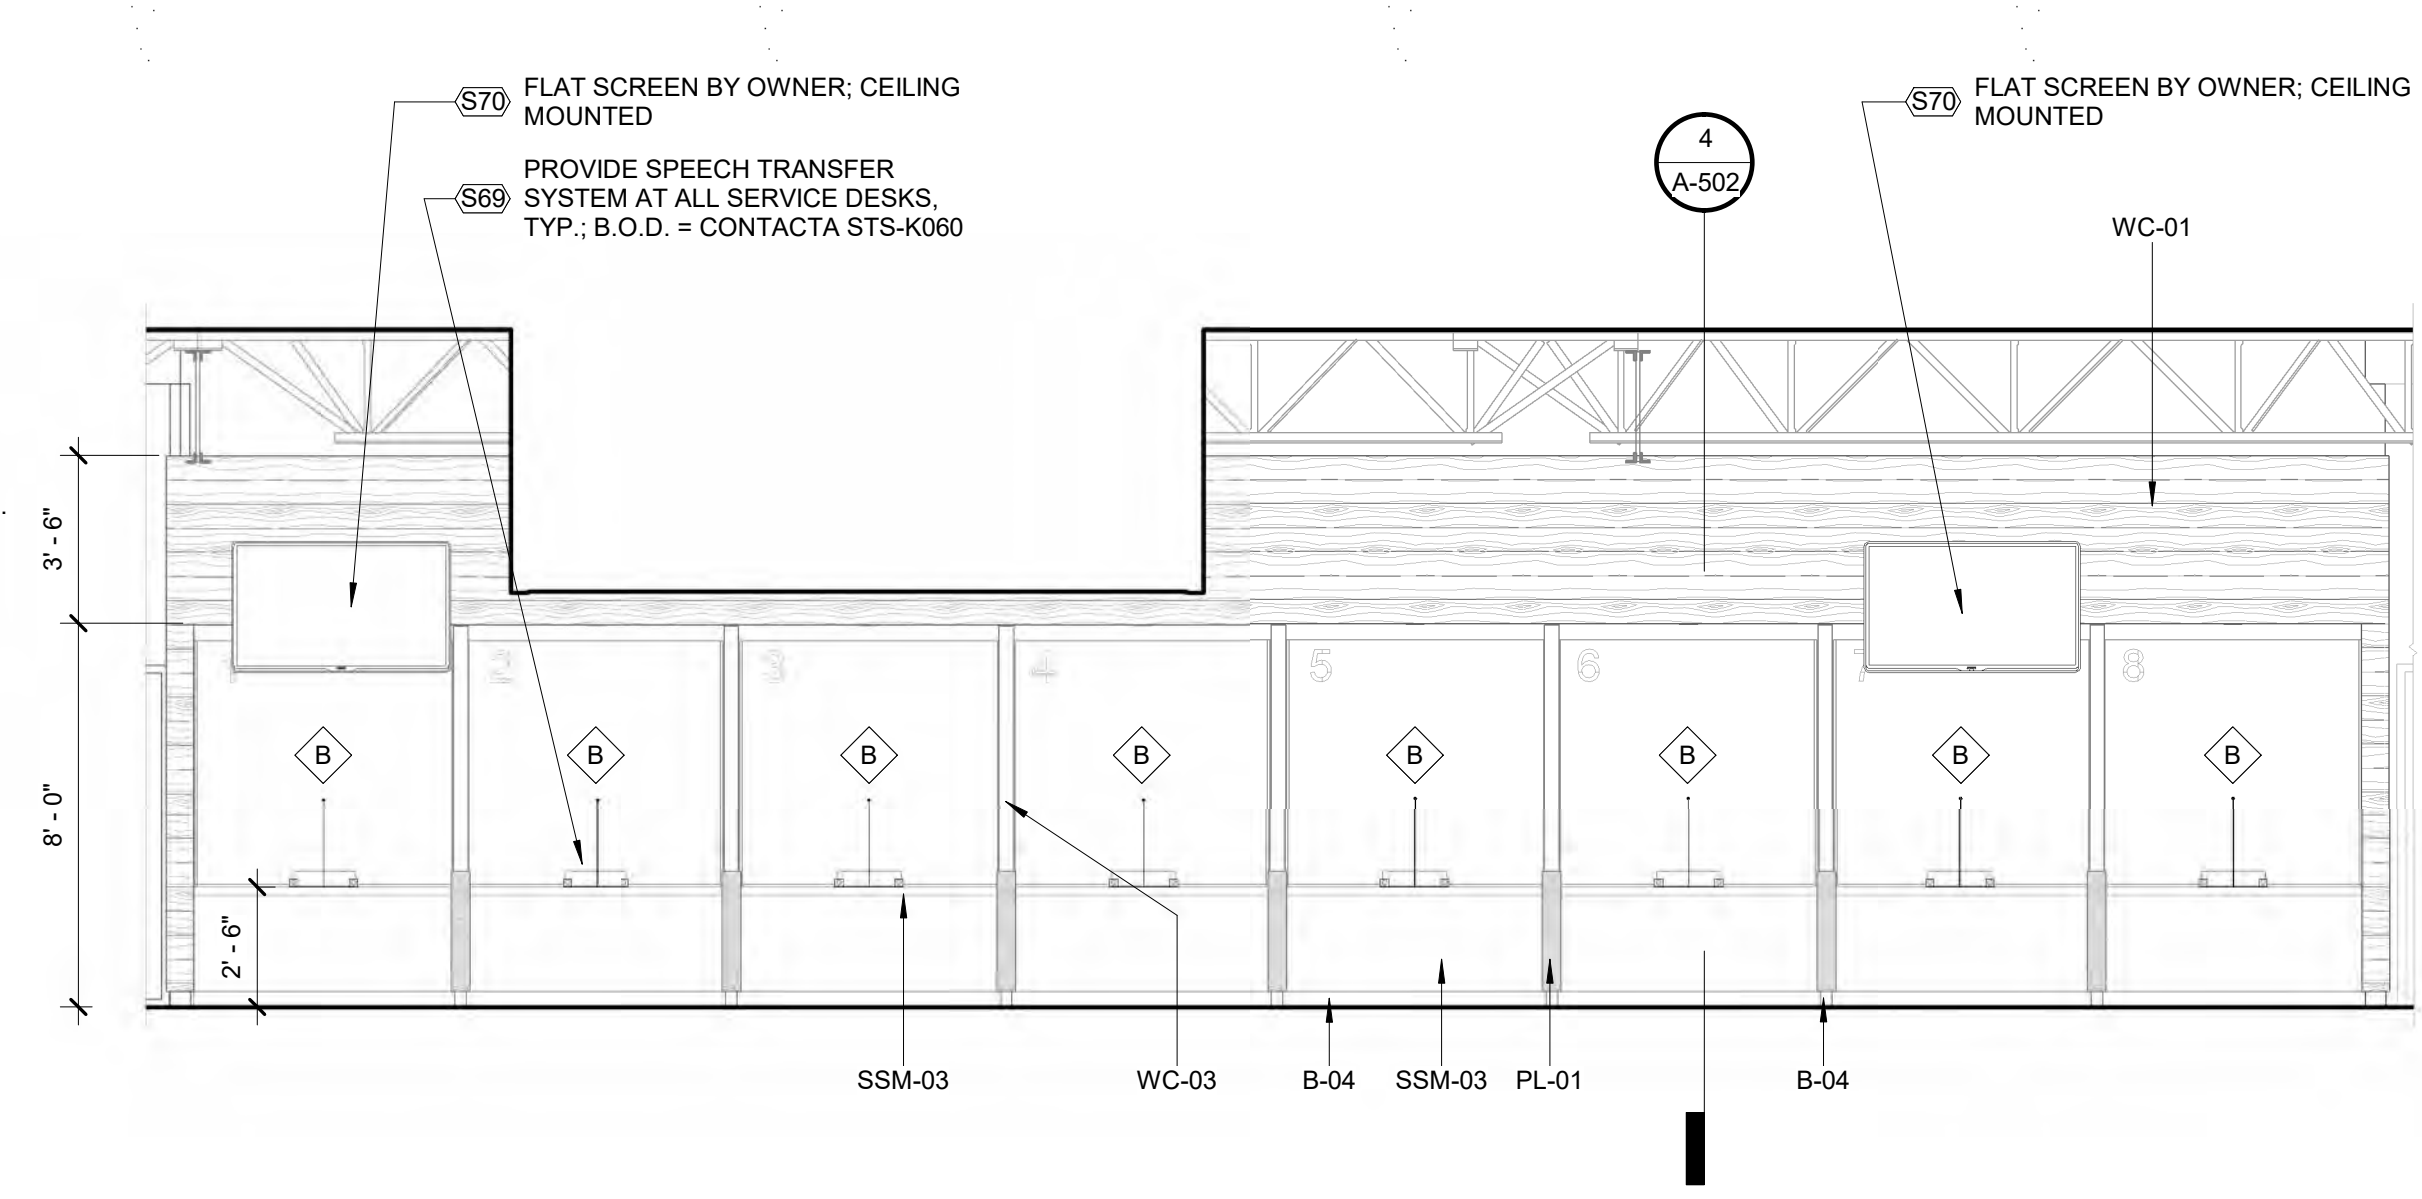 S70 FLAT SCREEN BY OWNER; CEILING
MOUNTED
S69 PROVIDE SPEECH TRANSFER
SYSTEM AT ALL SERVICE DESKS,
TYP.; B.O.D. = CONTACTA STS-K060
4
A-502
S70 FLAT SCREEN BY OWNER; CEILING
MOUNTED
WC-01
3' - 6"
8' - 0"
2' - 6"
2 3 4 5 6 7 8
B B B B B B B B
SSM-03 WC-03 B-04 SSM-03 PL-01 B-04